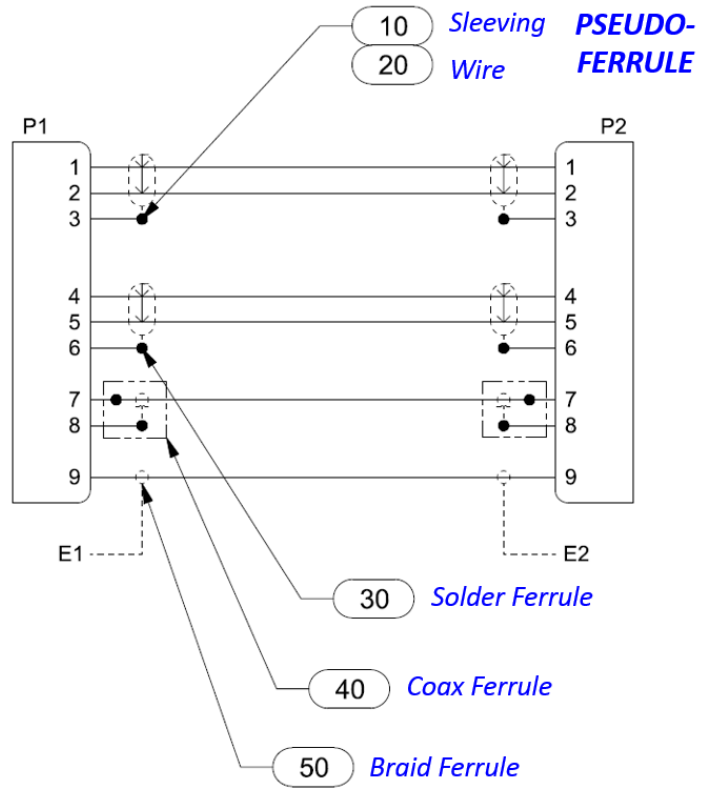 10 Sleeving PSEUDO-
20 Wire FERRULE
P1 P2
1 1
2 2
3 3
4 4
5 5
6 6
7 7
8 8
9 9
E1 E2
30 Solder Ferrule
40 Coax Ferrule
50 Braid Ferrule